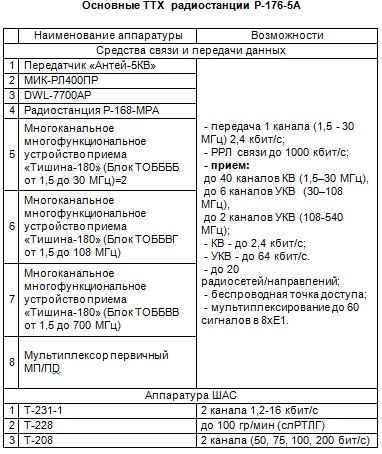 Основные ТТХ радиостанции Р-176-5А
Наименование аппаратуры
Возможности
Средства связи и передачи данных
1 Передатчик «Антей-5КВ»
2 МИК-РЛ400ПР
3 DWL-7700AP
4 Радиостанция Р-168-МРА
5 Многоканальное
многофункциональное
устройство приема
«Тишина-180» (Блок ТОББББ
от 1,5 до 30 МГц)=2
6 Многоканальное
многофункциональное
устройство приема
«Тишина-180» (Блок ТОББВГ
от 1,5 до 108 МГц)
7 Многоканальное
многофункциональное
устройство приема
«Тишина-180» (Блок ТОББВВ
от 1,5 до 700 МГц)
8 Мультиплексор первичный
МП/ПD
- передача 1 канала (1,5 - 30
МГц) 2,4 кбит/с;
- РРЛ связи до 1000 кбит/с;
- прием:
до 40 каналов КВ (1,5–30 МГц),
до 6 каналов УКВ (30–108
МГц),
до 2 каналов УКВ (108-540
МГц);
- КВ - до 2,4 кбит/с;
- УКВ - до 64 кбит/с.
- до 20
радиосетей/направлений);
- беспроводная точка доступа;
- мультиплексирование до 60
сигналов в 8хЕ1.
Аппаратура ШАС
1 Т-231-1 2 канала 1,2-16 кбит/с
2 Т-228 до 100 гр/мин (слРТЛГ)
3 Т-208 2 канала (50, 75, 100, 200 бит/с)